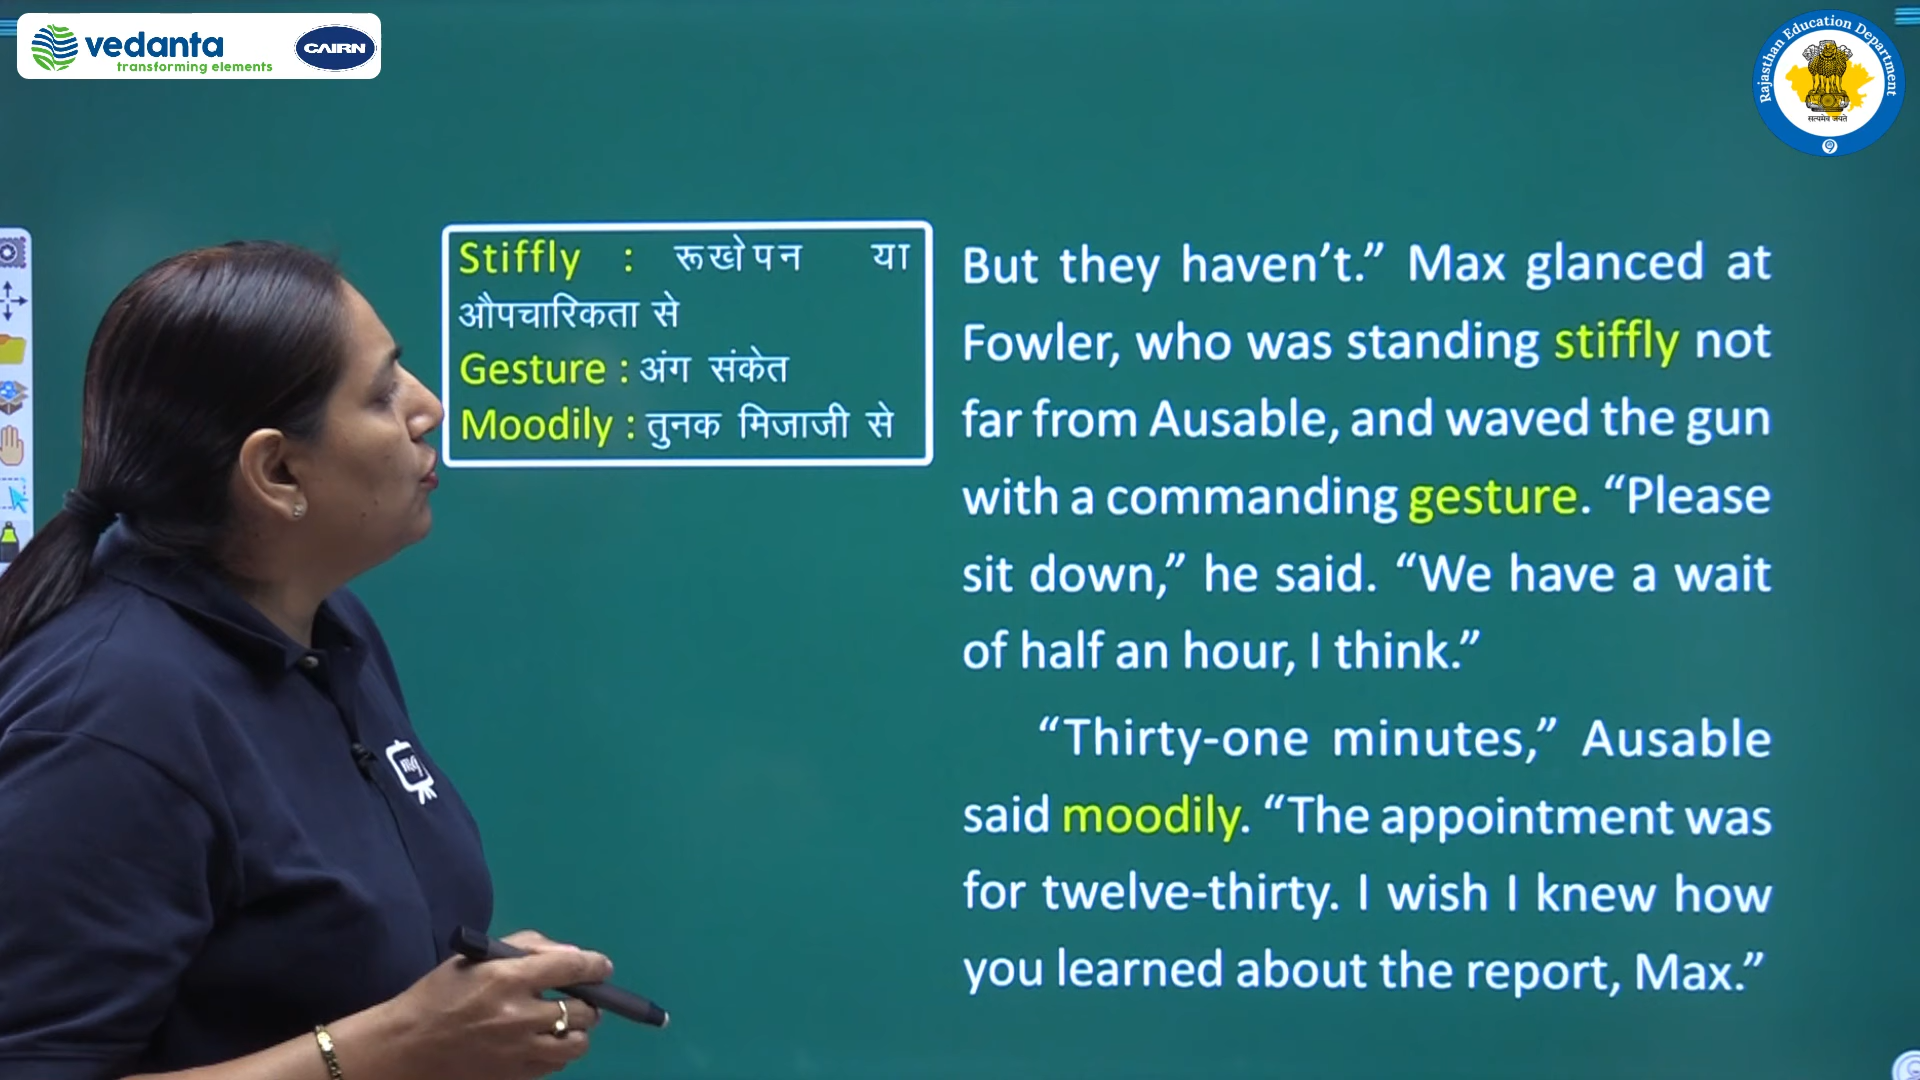 vedanta
transforming elements
CAIRN
Rajasthan Education Department
सत्यमेव जयते
Stiffly : रूखेपन या
औपचारिकता से
Gesture : अंग संकेत
Moodily : तुनक मिजाजी से
But they haven’t.” Max glanced at
Fowler, who was standing stiffly not
far from Ausable, and waved the gun
with a commanding gesture. “Please
sit down,” he said. “We have a wait
of half an hour, I think.”
“Thirty-one minutes,” Ausable
said moodily. “The appointment was
for twelve-thirty. I wish I knew how
you learned about the report, Max.”